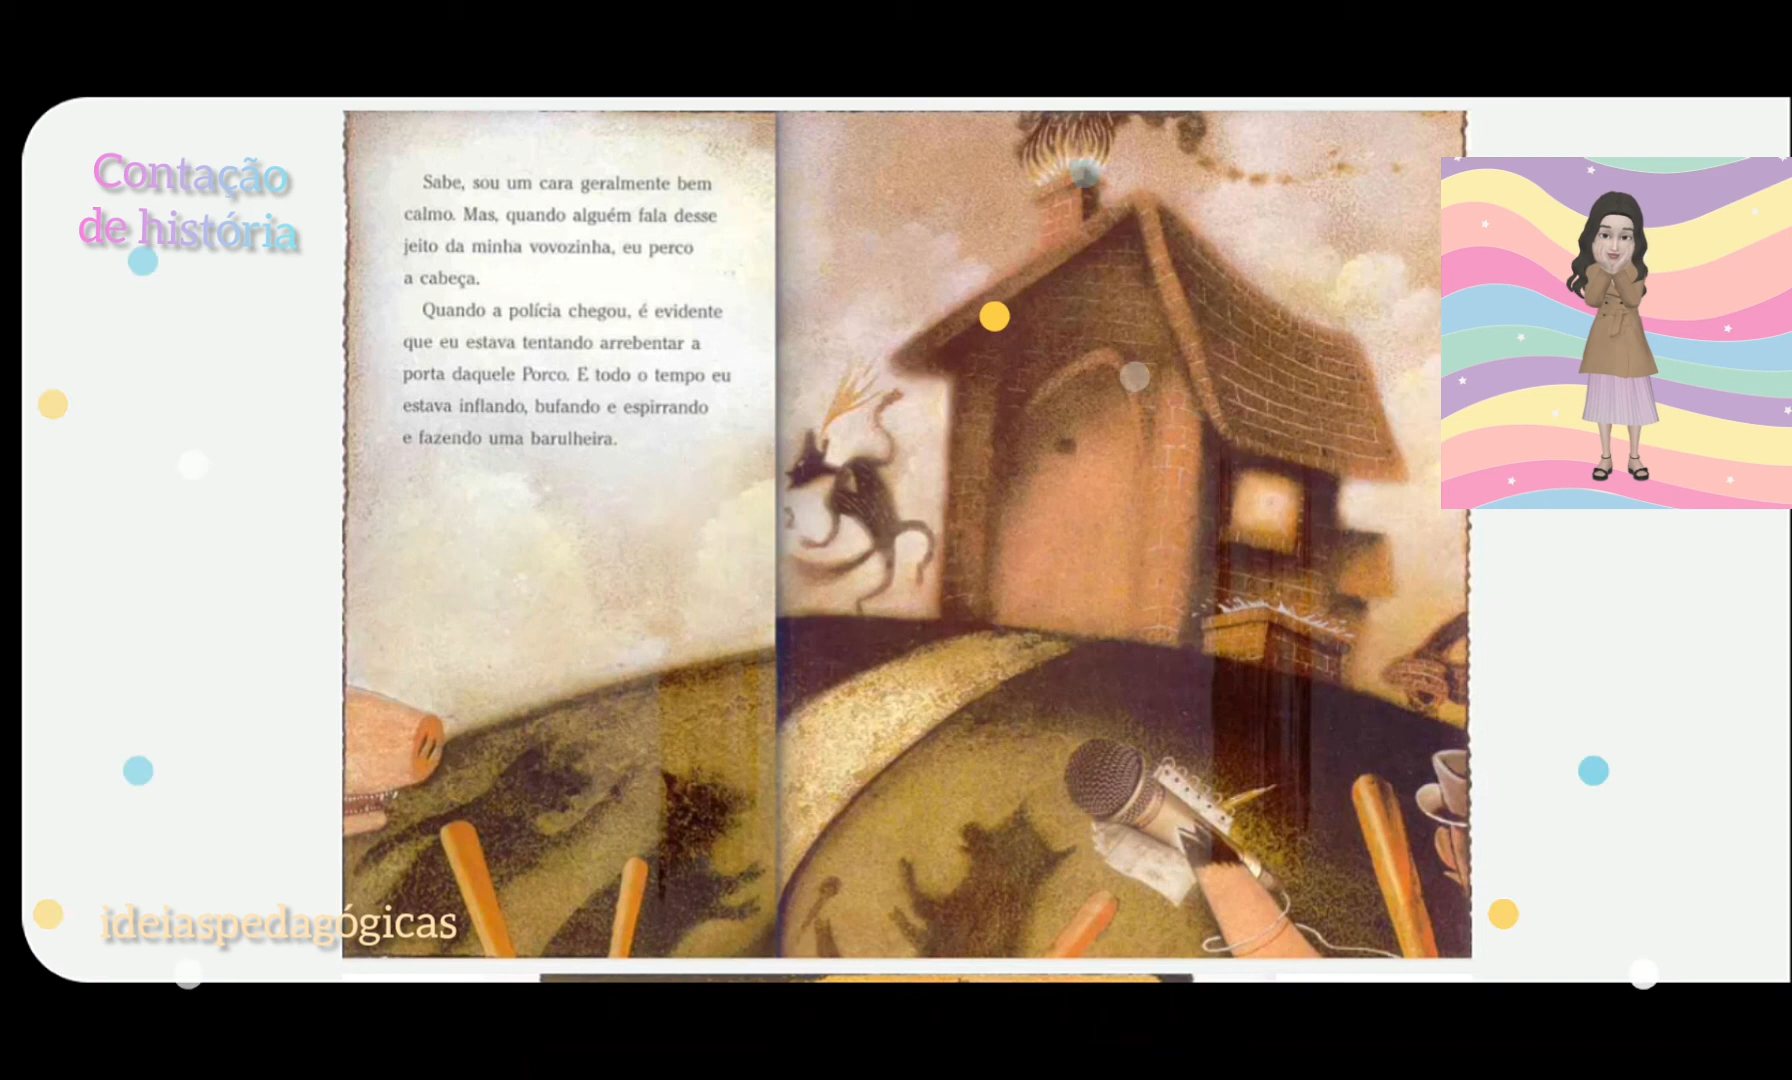 Contação
de história
Sabe, sou um cara geralmente bem
calmo. Mas, quando alguém fala desse
jeito da minha vovozinha, eu perco
a cabeça.
Quando a polícia chegou, é evidente
que eu estava tentando arrebentar a
porta daquele Porco. E todo o tempo eu
estava inflando, bufando e espirrando
e fazendo uma barulheira.
ideiaspedagógicas